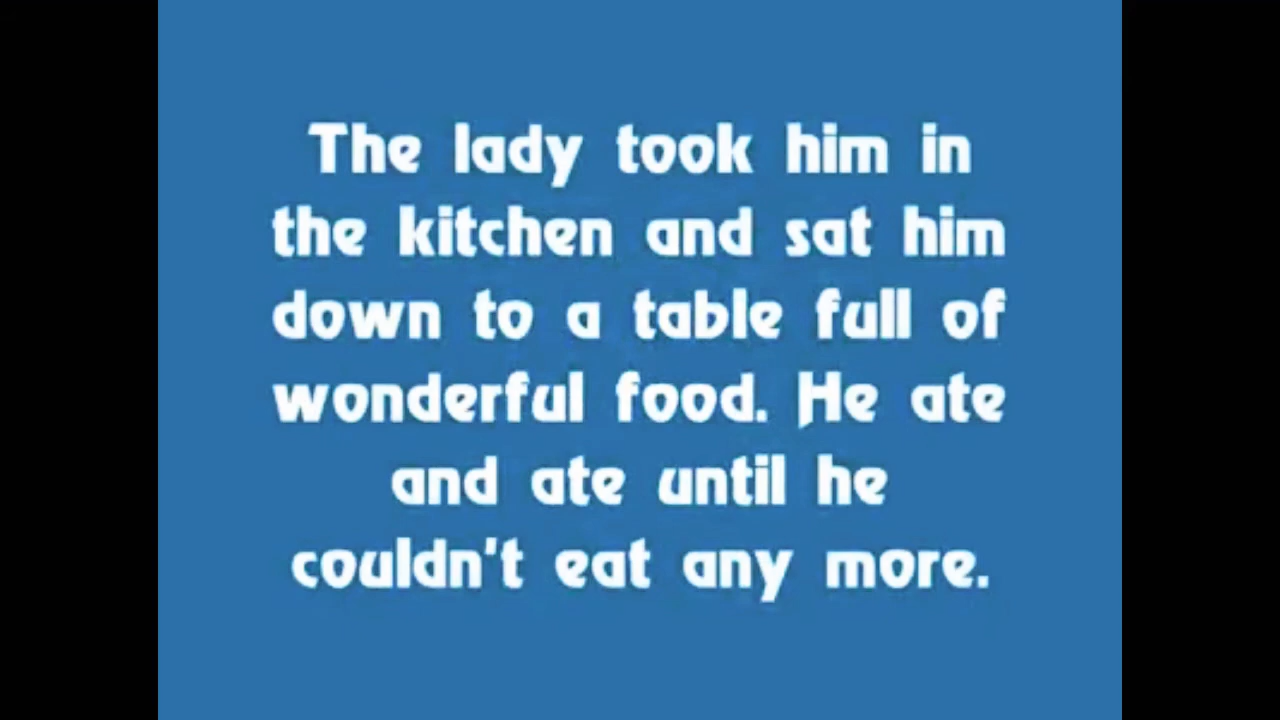 The lady took him in
the kitchen and sat him
down to a table full of
wonderful food. He ate
and ate until he
couldn't eat any more.